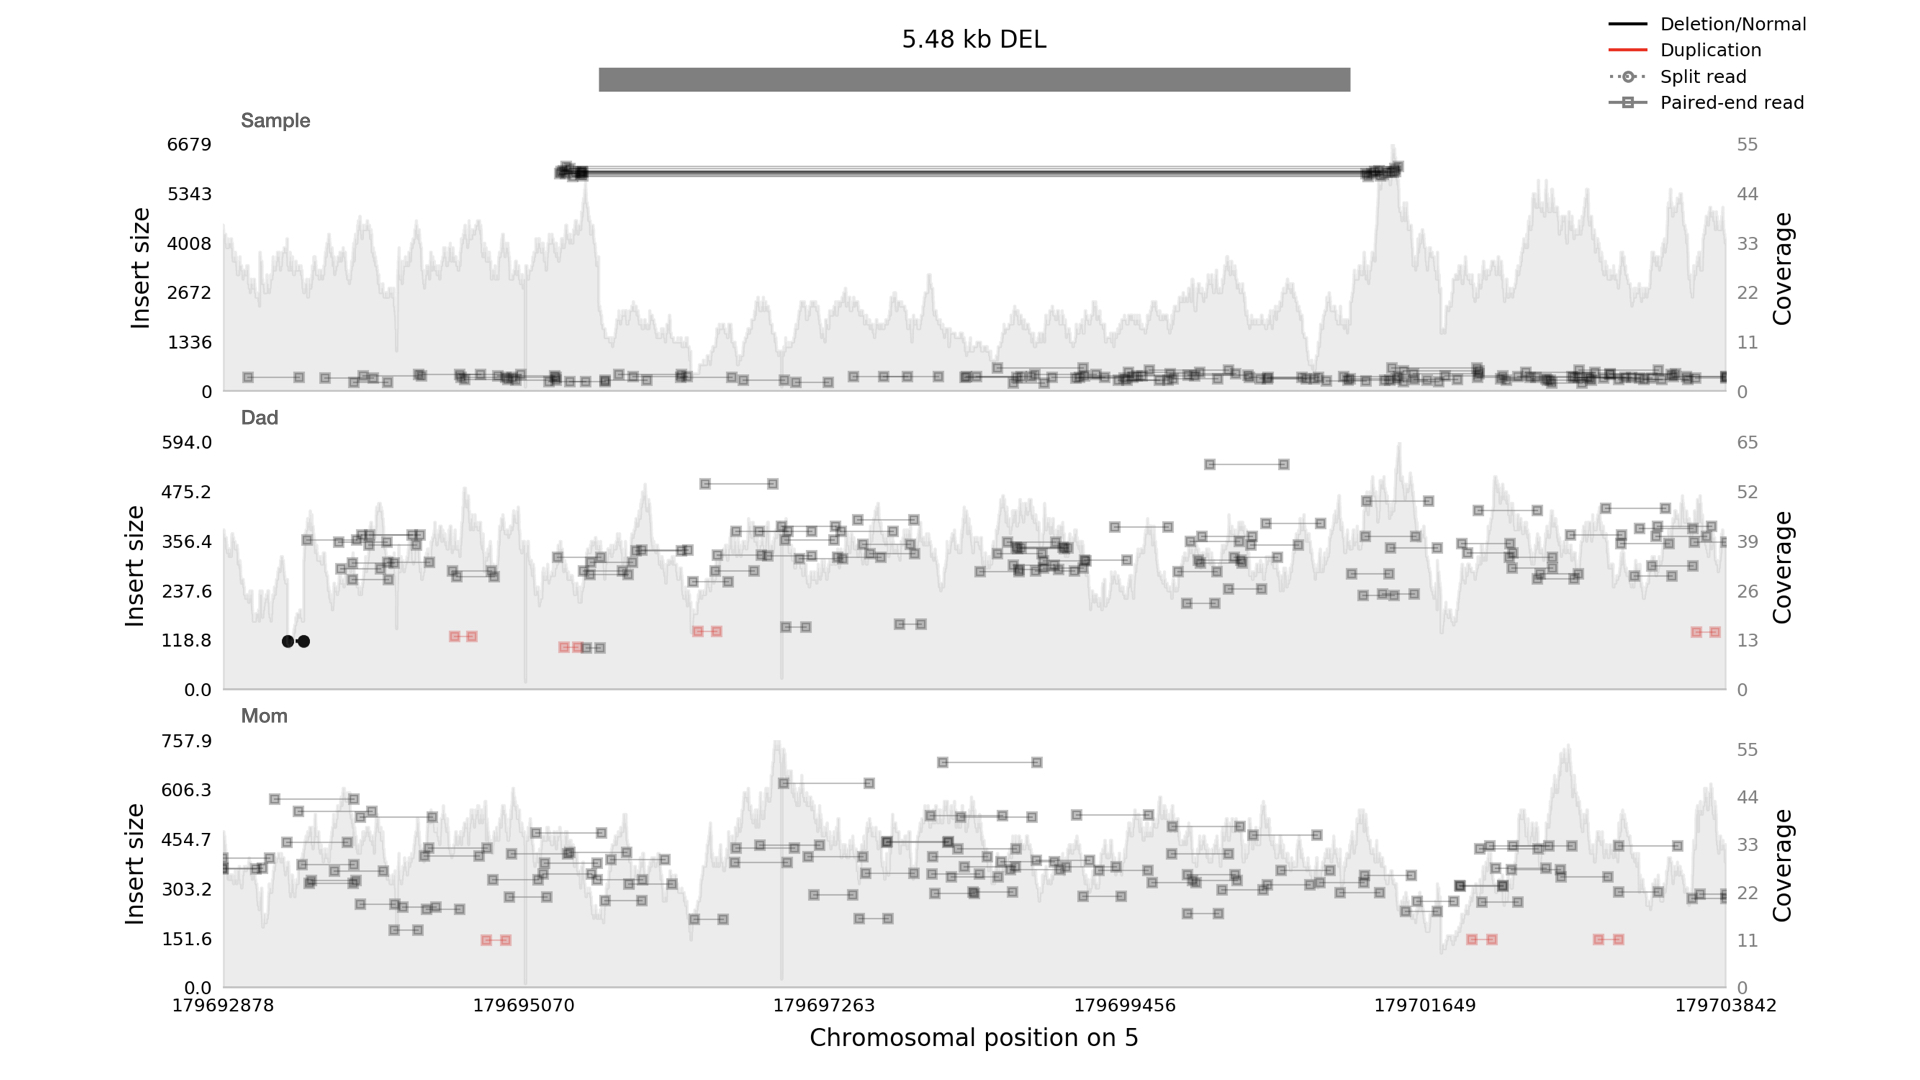 5.48 kb DEL
Deletion/Normal
Duplication
Split read
Paired-end read
Sample
6679
5343
4008
2672
1336
0
Insert size
55
44
33
22
11
0
Coverage
Dad
594.0
475.2
356.4
237.6
118.8
0.0
Insert size
65
52
39
26
13
0
Coverage
Mom
757.9
606.3
454.7
303.2
151.6
0.0
Insert size
55
44
33
22
11
0
Coverage
179692878 179695070 179697263 179699456 179701649 179703842
Chromosomal position on 5